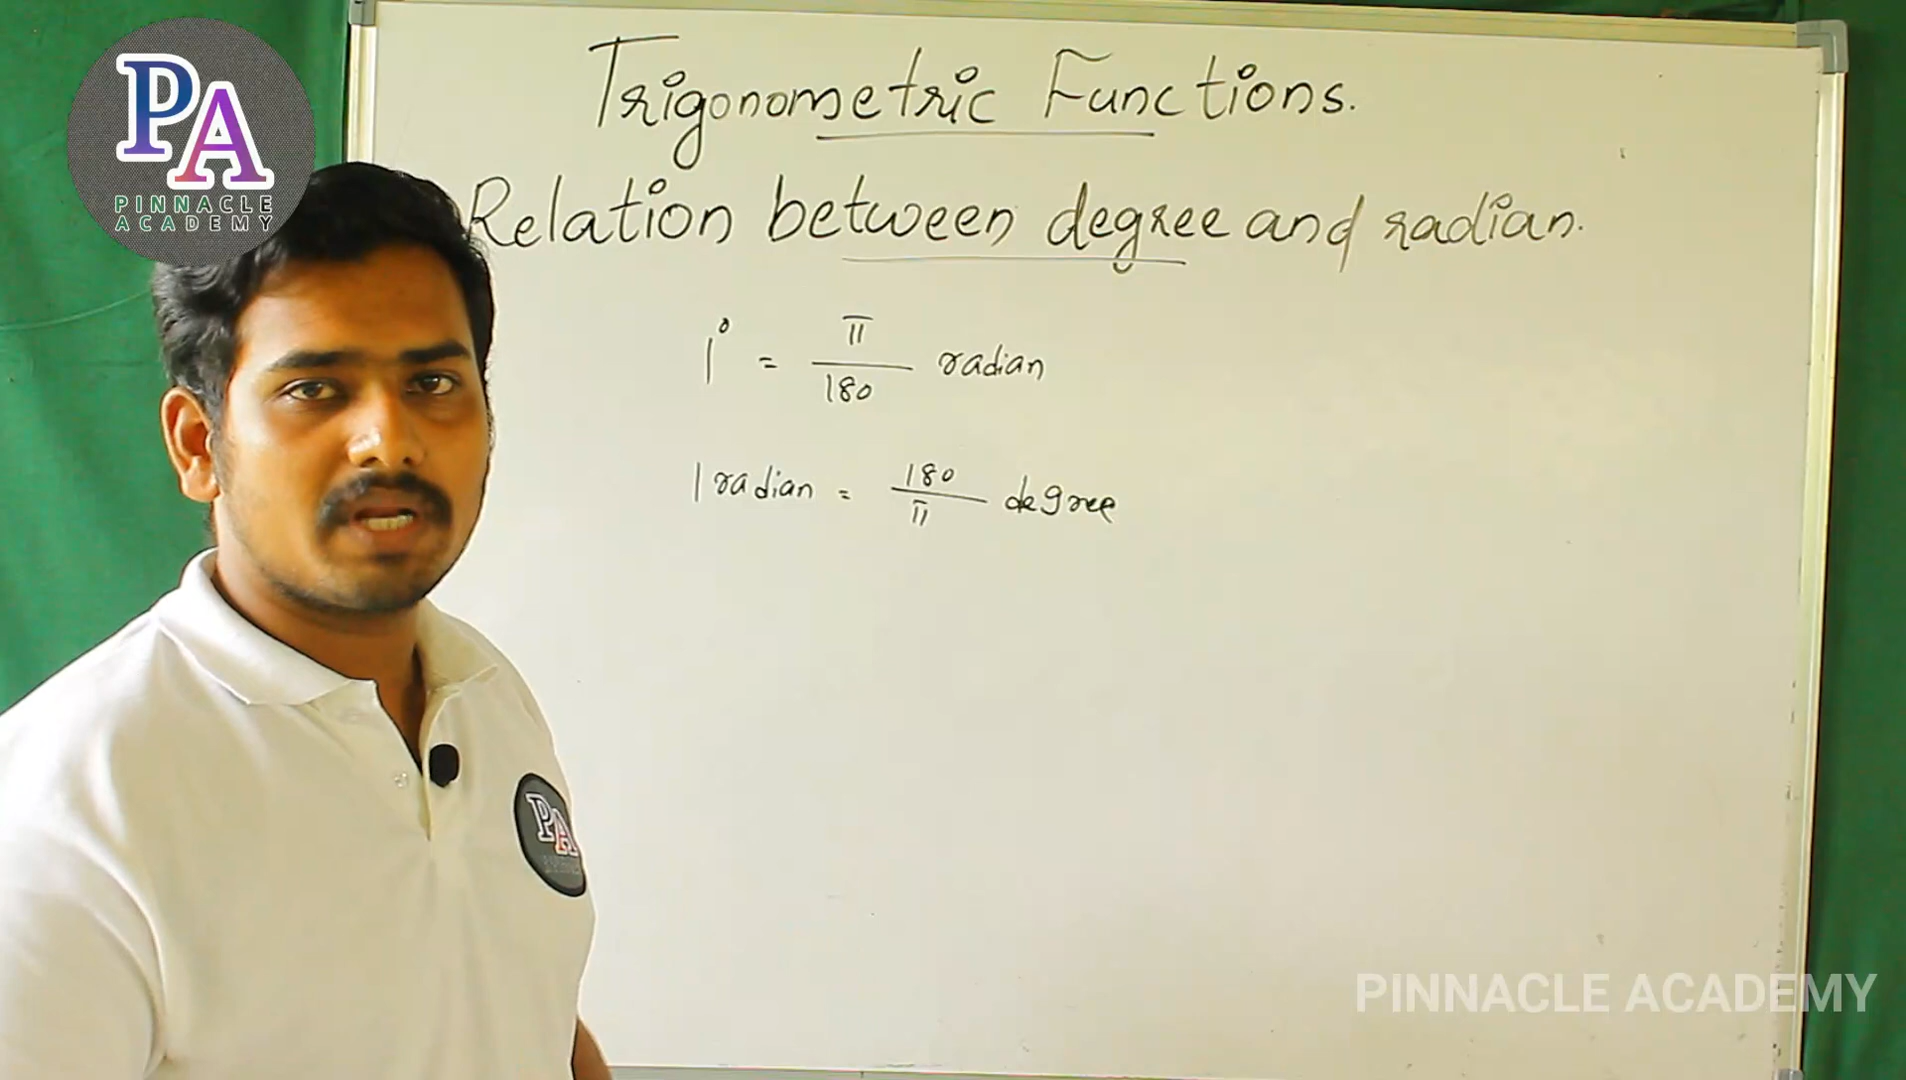 PA
PINNACLE
ACADEMY
Trigonometric Functions.
Relation between degree and radian.
1° = π/180 radian
1 radian = 180/π degree
PA
PINNACLE ACADEMY